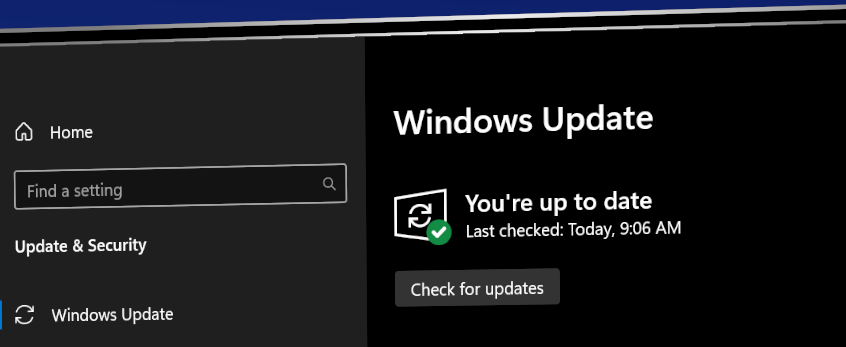 Home
Find a setting
Update & Security
Windows Update
Windows Update
You're up to date
Last checked: Today, 9:06 AM
Check for updates